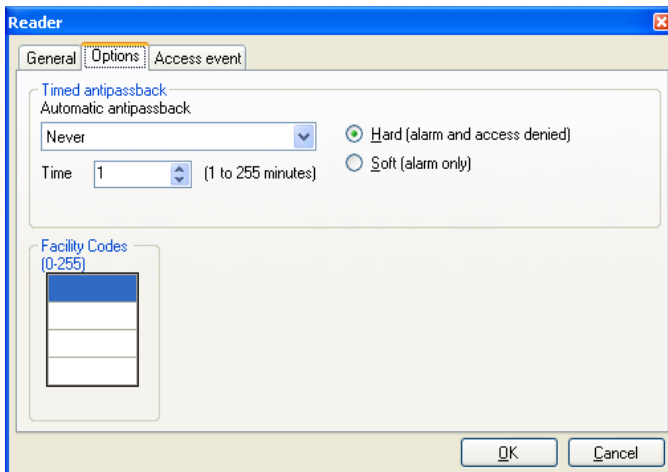 Reader
General Options Access event
Timed antipassback
Automatic antipassback
Never
Hard (alarm and access denied)
Time 1 (1 to 255 minutes)
Soft (alarm only)
Facility Codes
(0-255)
OK Cancel